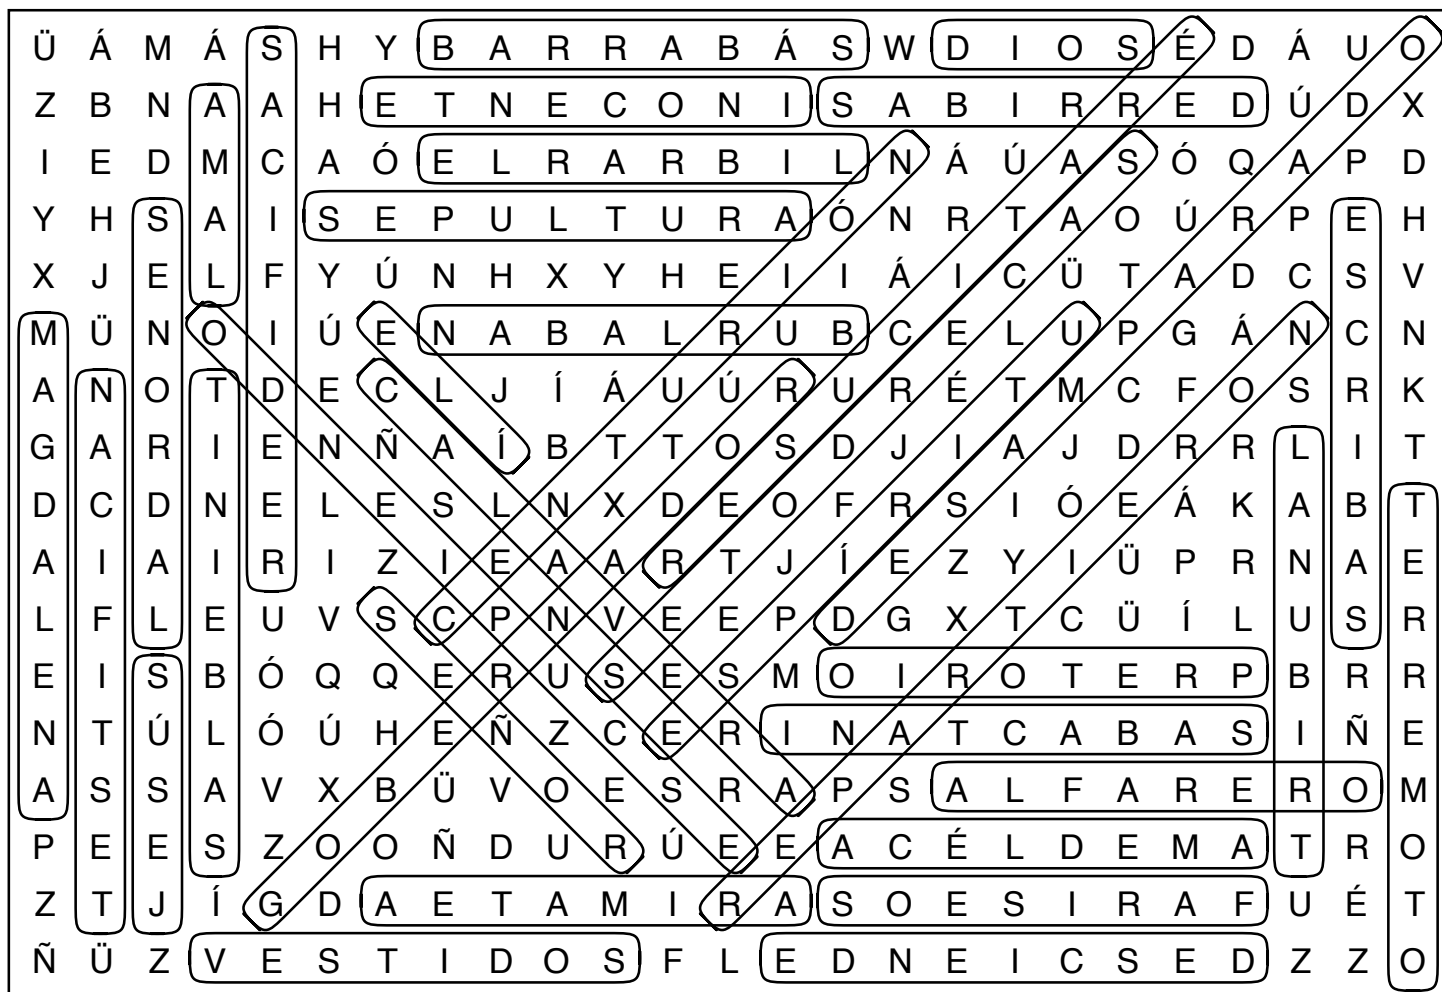 Ü Á M Á S H Y B A R R A B Á S W D I O S É D Á U O
Z B N A A H E T N E C O N I S A B I R R E D Ú D X
I E D M C A Ó E L R A R B I L N Á Ú A S Ó Q A P D
Y H S A I S E P U L T U R A Ó N R T A O Ú R P E H
X J E L F Y Ú N H X Y H E I I Á I C Ü T A D C S V
M Ü N O I Ú E N A B A L R U B C E L U P G Á N C N
A N O T D E C L J Í Á U Ú R U R É T M C F O S R K
G A R I E N Ñ A Í B T T O S D J I A J D R R L I T
D C D N E L E S L N X D E O F R S I Ó E Á K A B T
A I A I R I Z I E A A R T J Í E Z Y I Ü P R N A E
L F L E U V S C P N V E E P D G X T C Ü Í L U S R
E I S B Ó Q Q E R U S E S M O I R O T E R P B R R
N T Ú L Ó Ú H E Ñ Z C E R I N A T C A B A S I Ñ E
A S S A V X B Ü V O E S R A P S A L F A R E R O M
P E E S Z O O Ñ D U R Ú E E A C É L D E M A T R O
Z T J Í G D A E T A M I R A S O E S I R A F U É T
Ñ Ü Z V E S T I D O S F L E D N E I C S E D Z Z O